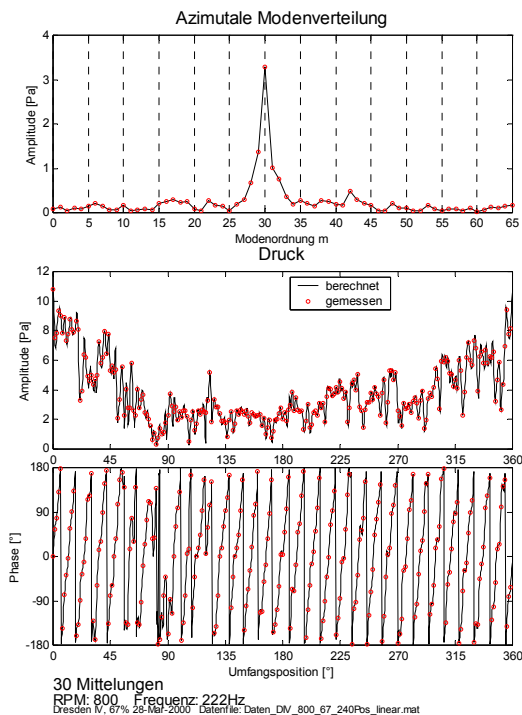 Azimutale Modenverteilung
Amplitude [Pa]
4
3
2
1
0
0 5 10 15 20 25 30 35 40 45 50 55 60 65
Modenordnung m
Druck
berechnet
gemessen
Amplitude [Pa]
12
10
8
6
4
2
0
0 45 90 135 180 225 270 315 360
Phase [°]
180
90
0
-90
-180
0 45 90 135 180 225 270 315 360
Umfangsposition [°]
30 Mittelungen
RPM: 800 Frequenz: 222Hz
Dresden IV, 67% 28-Mar-2000 Datenfile: Daten_DIV_800_67_240Pos_linear.mat